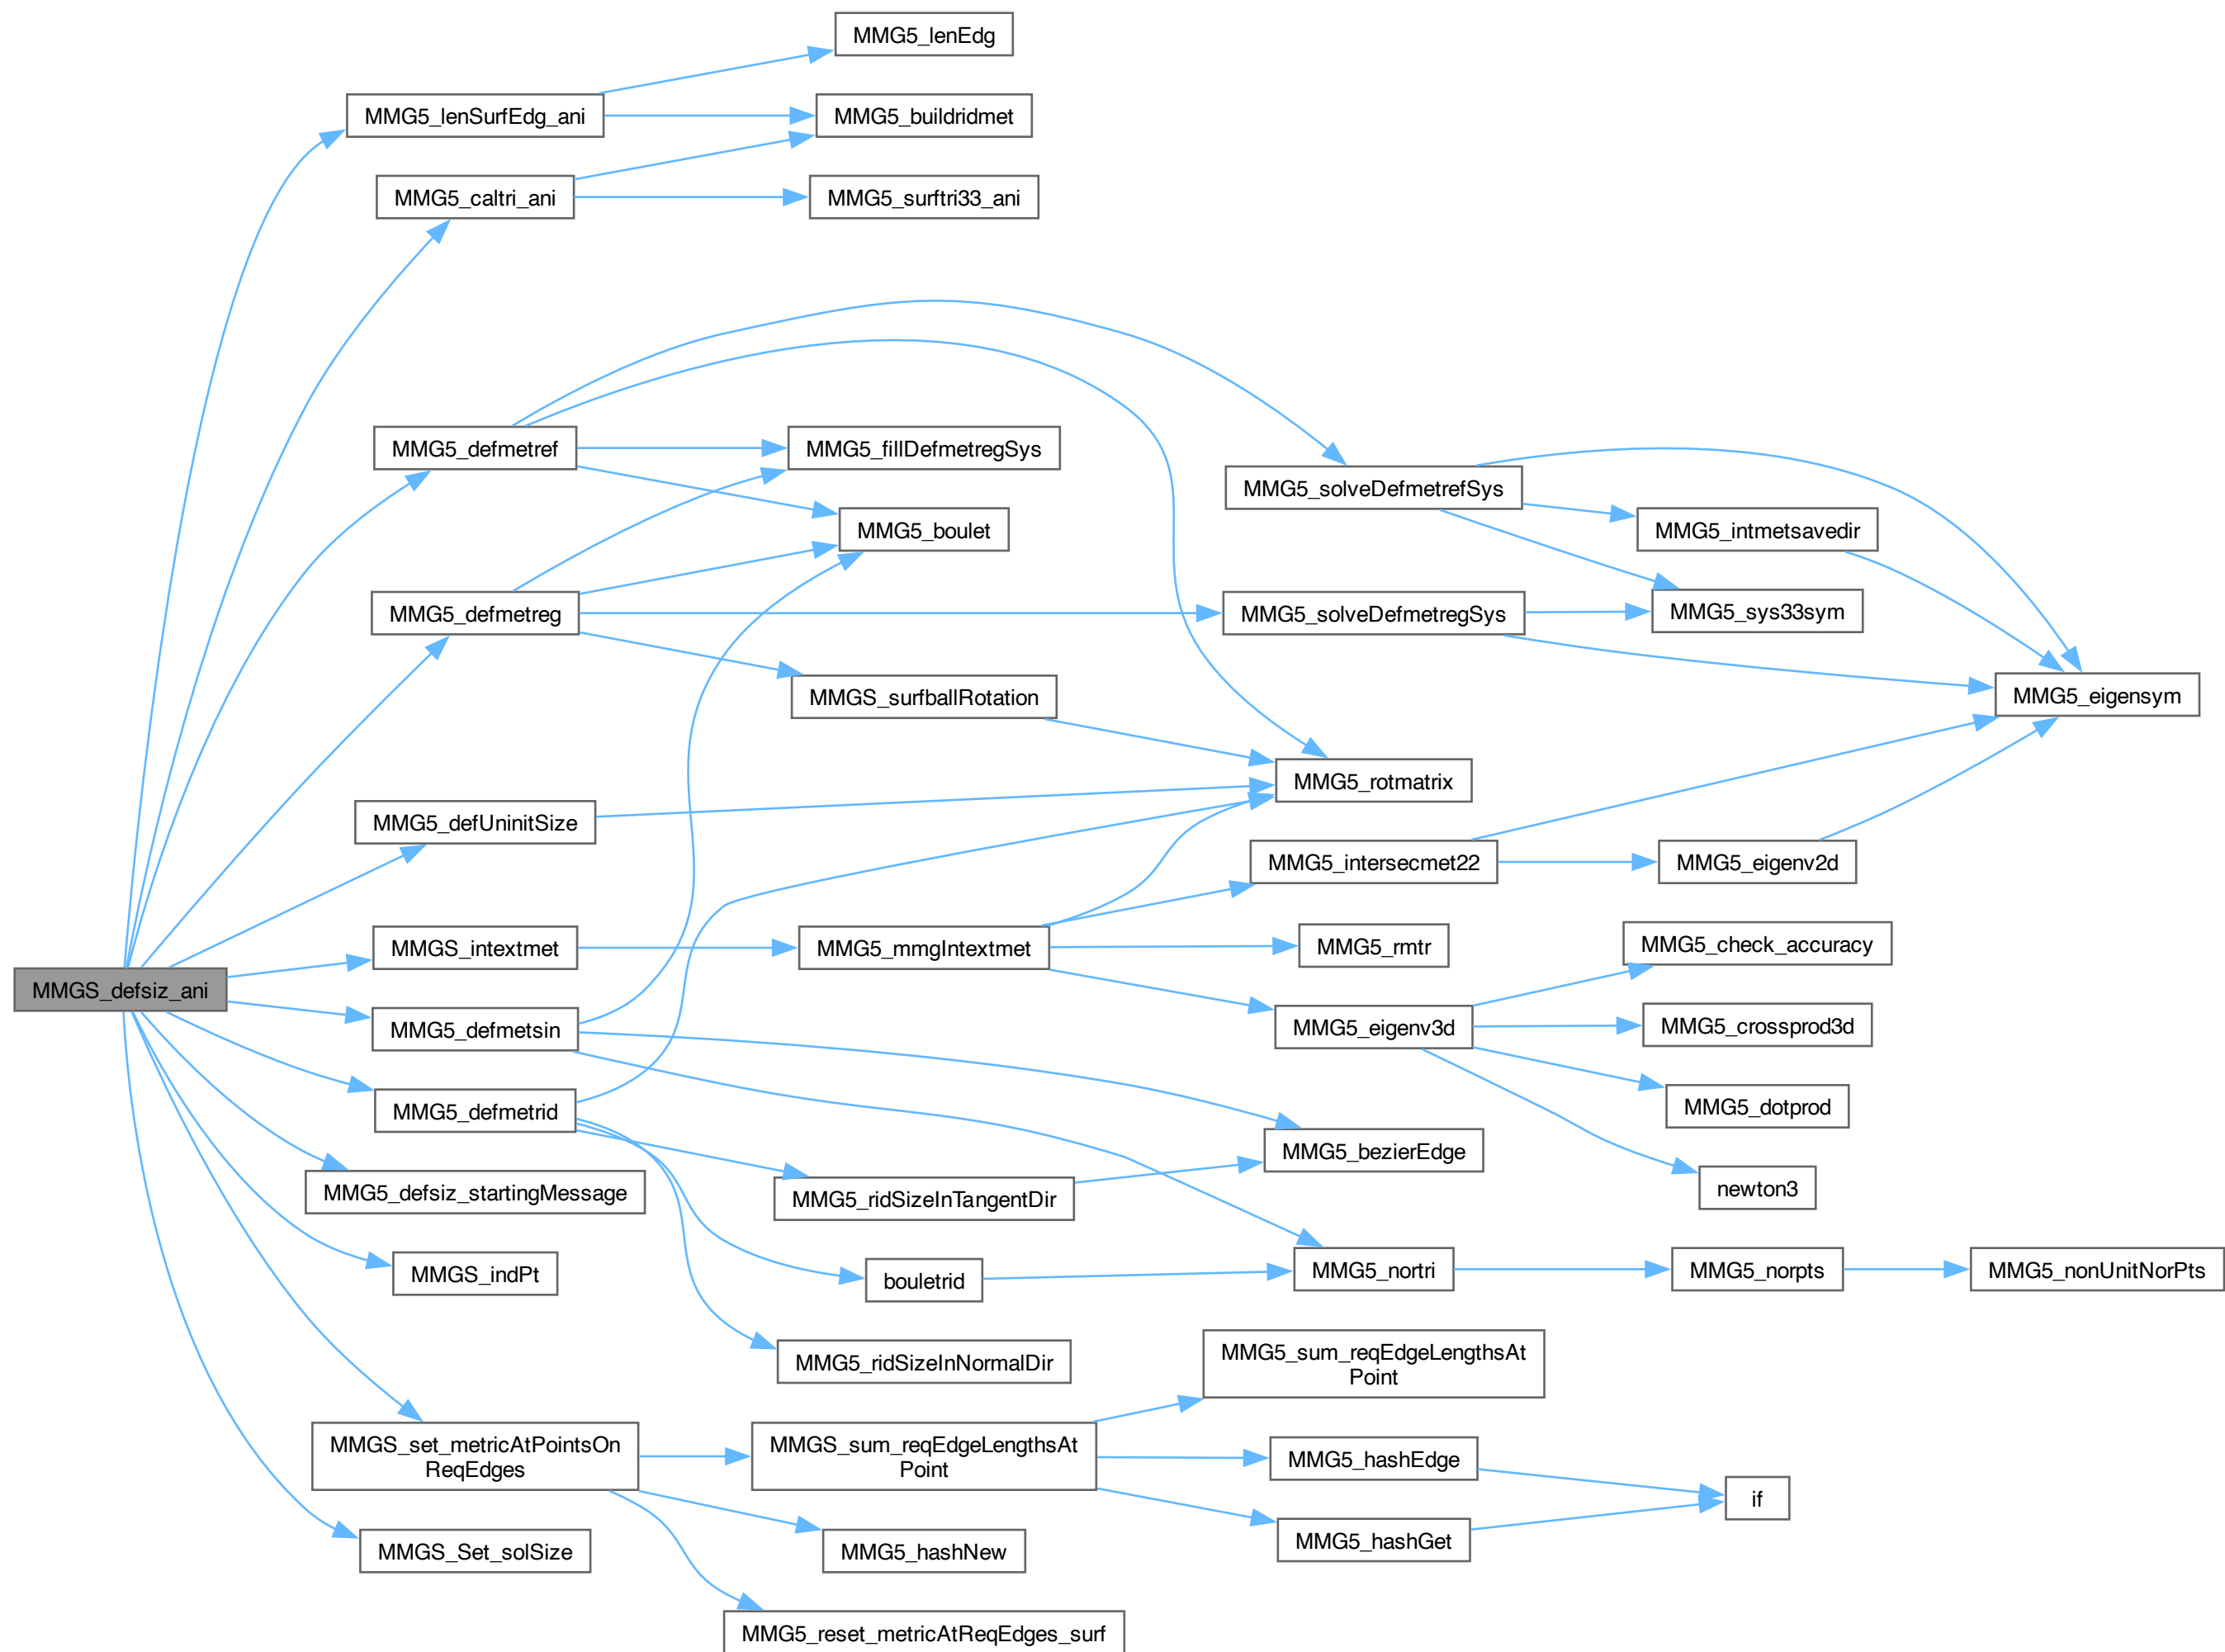 MMG5_lenEdg
MMG5_lenSurfEdg_ani
MMG5_buildridmet
MMG5_caltri_ani
MMG5_surftri33_ani
MMG5_defmetref
MMG5_fillDefmetregSys
MMG5_solveDefmetrefSys
MMG5_boulet
MMG5_intmetsavedir
MMG5_defmetreg
MMG5_solveDefmetregSys
MMG5_sys33sym
MMGS_surfballRotation
MMG5_eigensym
MMG5_rotmatrix
MMG5_defUninitSize
MMG5_intersecmet22
MMG5_eigenv2d
MMGS_intextmet
MMG5_mmgIntextmet
MMG5_rmtr
MMG5_check_accuracy
MMGS_defsiz_ani
MMG5_defmetsin
MMG5_eigenv3d
MMG5_crossprod3d
MMG5_defmetrid
MMG5_dotprod
MMG5_bezierEdge
MMG5_defsiz_startingMessage
MMG5_ridSizeInTangentDir
newton3
MMGS_indPt
bouletrid
MMG5_nortri
MMG5_norpts
MMG5_nonUnitNorPts
MMG5_ridSizeInNormalDir
MMG5_sum_reqEdgeLengthsAt
Point
MMGS_set_metricAtPointsOn
ReqEdges
MMGS_sum_reqEdgeLengthsAt
Point
MMG5_hashEdge
if
MMGS_Set_solSize
MMG5_hashNew
MMG5_hashGet
MMG5_reset_metricAtReqEdges_surf